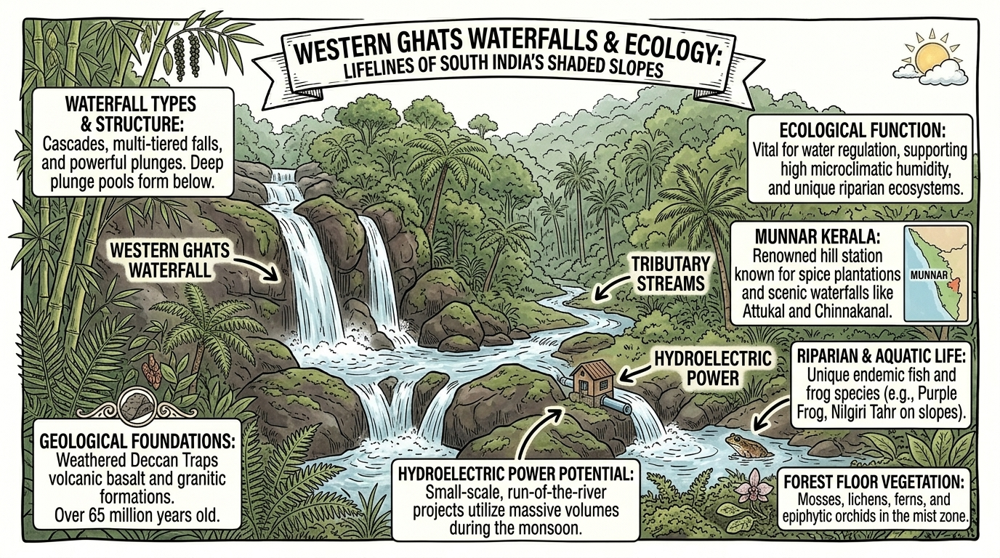 WESTERN GHATS WATERFALLS & ECOLOGY:
LIFELINES OF SOUTH INDIA'S SHADED SLOPES
WATERFALL TYPES
& STRUCTURE:
Cascades, multi-tiered falls,
and powerful plunges. Deep
plunge pools form below.
ECOLOGICAL FUNCTION:
Vital for water regulation, supporting
high microclimatic humidity,
and unique riparian ecosystems.
WESTERN GHATS
WATERFALL
TRIBUTARY
STREAMS
MUNNAR KERALA:
Renowned hill station
known for spice plantations
and scenic waterfalls like
Attukal and Chinnakanal.
MUNNAR
HYDROELECTRIC
POWER
RIPARIAN & AQUATIC LIFE:
Unique endemic fish and
frog species (e.g., Purple
Frog, Nilgiri Tahr on slopes).
GEOLOGICAL FOUNDATIONS:
Weathered Deccan Traps
volcanic basalt and granitic
formations.
Over 65 million years old.
HYDROELECTRIC POWER POTENTIAL:
Small-scale, run-of-the-river
projects utilize massive volumes
during the monsoon.
FOREST FLOOR VEGETATION:
Mosses, lichens, ferns, and
epiphytic orchids in the mist zone.